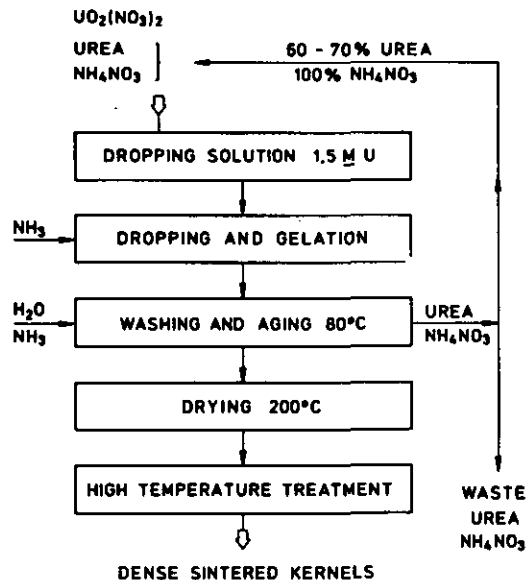 UO₂(NO₃)₂
UREA
NH₄NO₃
60 - 70% UREA
100% NH₄NO₃
DROPPING SOLUTION 1,5 M U
NH₃
DROPPING AND GELATION
H₂O
NH₃
WASHING AND AGING 80°C
UREA
NH₄NO₃
DRYING 200°C
HIGH TEMPERATURE TREATMENT
WASTE
UREA
NH₄NO₃
DENSE SINTERED KERNELS